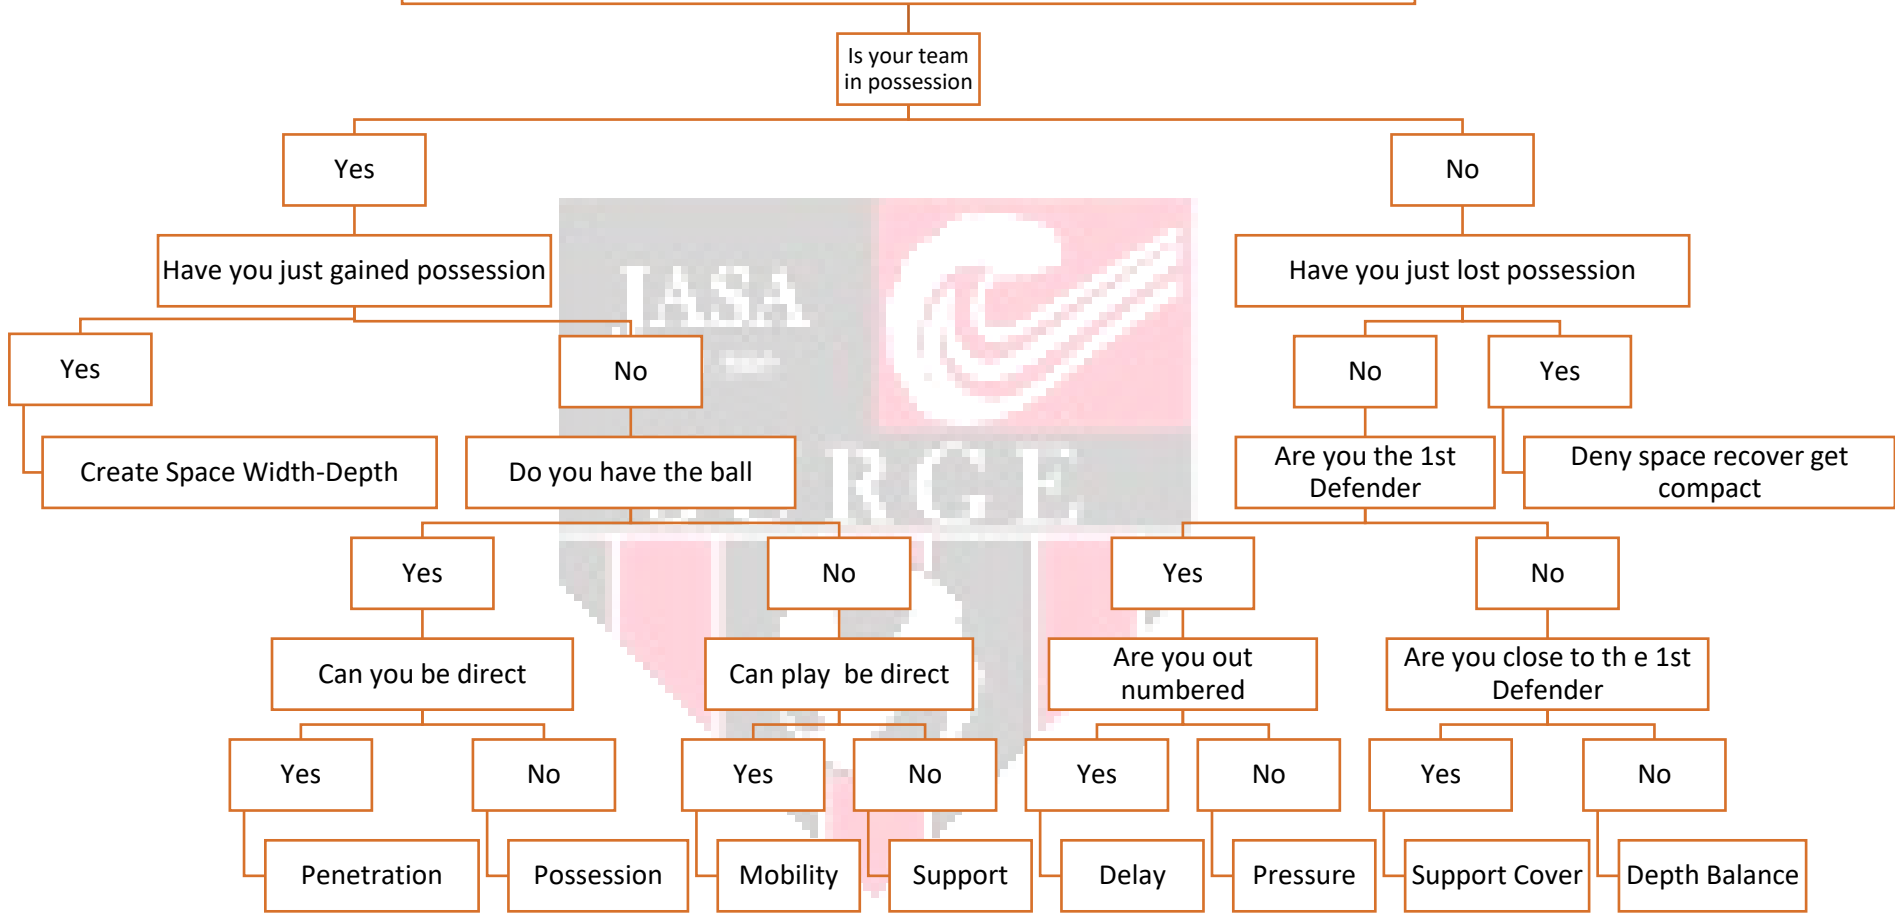 Is your team
in possession
Yes
No
Have you just gained possession
Have you just lost possession
Yes
No
No
Yes
Create Space Width-Depth
Do you have the ball
Are you the 1st
Defender
Deny space recover get
compact
Yes
No
Yes
No
Can you be direct
Can play  be direct
Are you out
numbered
Are you close to th e 1st
Defender
Yes
No
Yes
No
Yes
No
Yes
No
Penetration
Possession
Mobility
Support
Delay
Pressure
Support Cover
Depth Balance
JASA
RGE